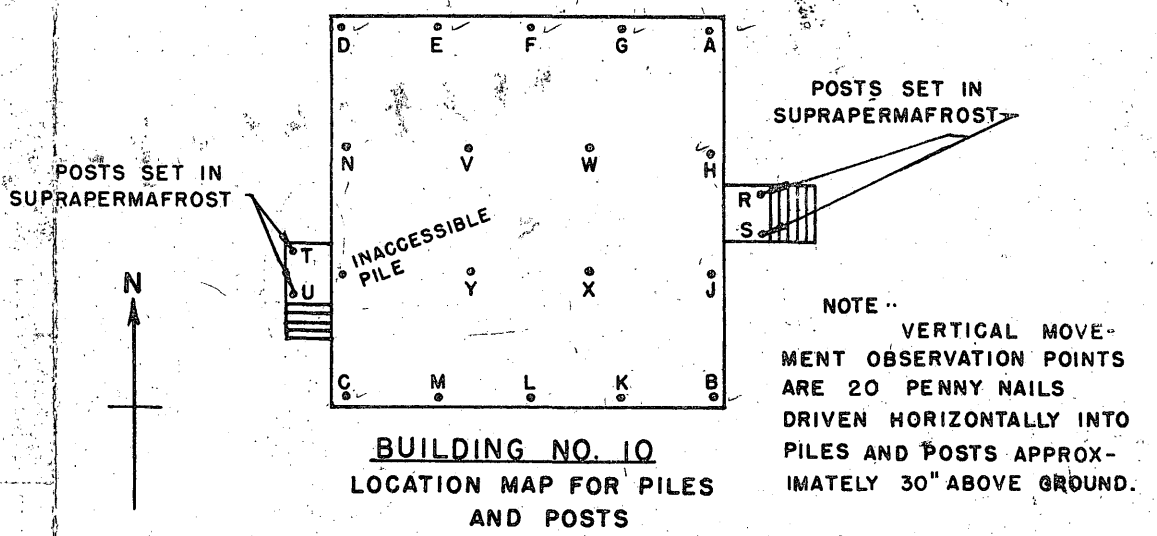 D E F G A
POSTS SET IN
SUPRAPERMAFROST
N V W H
POSTS SET IN
SUPRAPERMAFROST
R
S
INACCESSIBLE
PILE
T
U
Y X J
N
NOTE --
VERTICAL MOVE-
MENT OBSERVATION POINTS
ARE 20 PENNY NAILS
DRIVEN HORIZONTALLY INTO
PILES AND POSTS APPROX-
IMATELY 30" ABOVE GROUND.
C M L K B
BUILDING NO. 10
LOCATION MAP FOR PILES
AND POSTS